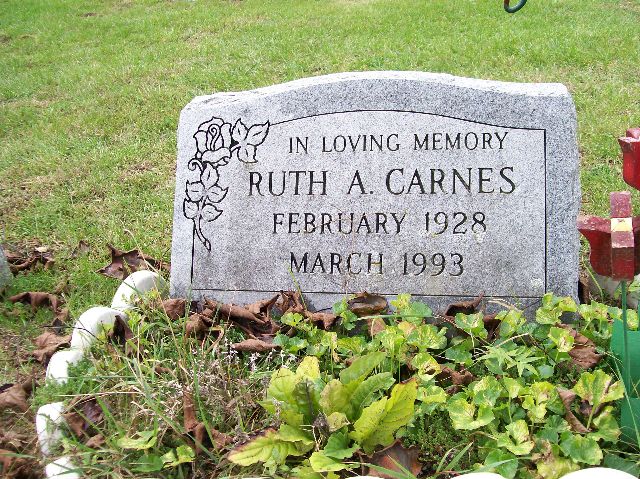 IN LOVING MEMORY
RUTH A. CARNES
FEBRUARY 1928
MARCH 1993